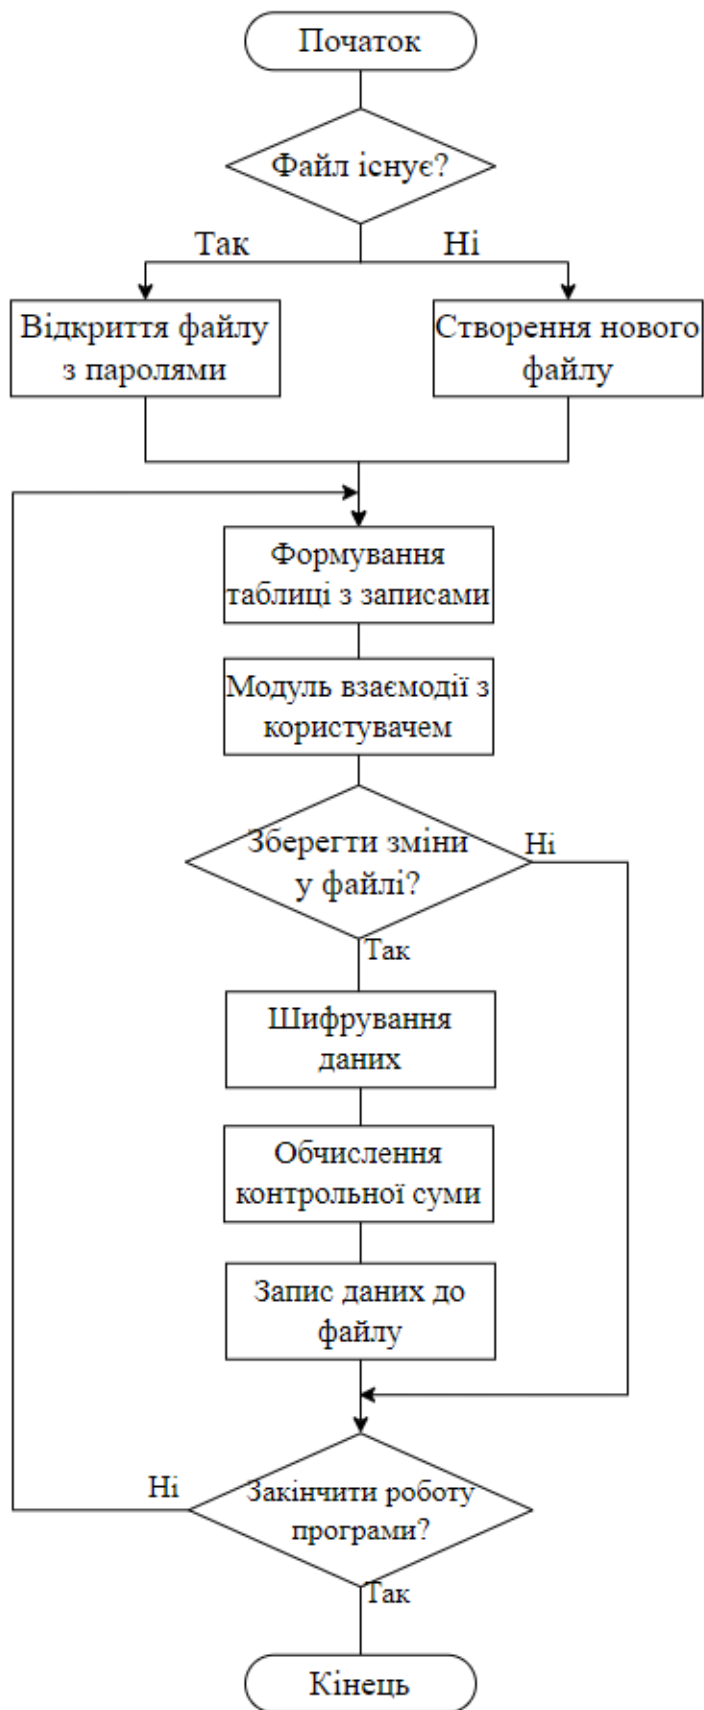 Початок
Файл існує?
Так
Ні
Відкриття файлу
з паролями
Створення нового
файлу
Формування
таблиці з записами
Модуль взаємодії з
користувачем
Зберегти зміни
у файлі?
Ні
Так
Шифрування
даних
Обчислення
контрольної суми
Запис даних до
файлу
Ні
Закінчити роботу
програми?
Так
Кінець